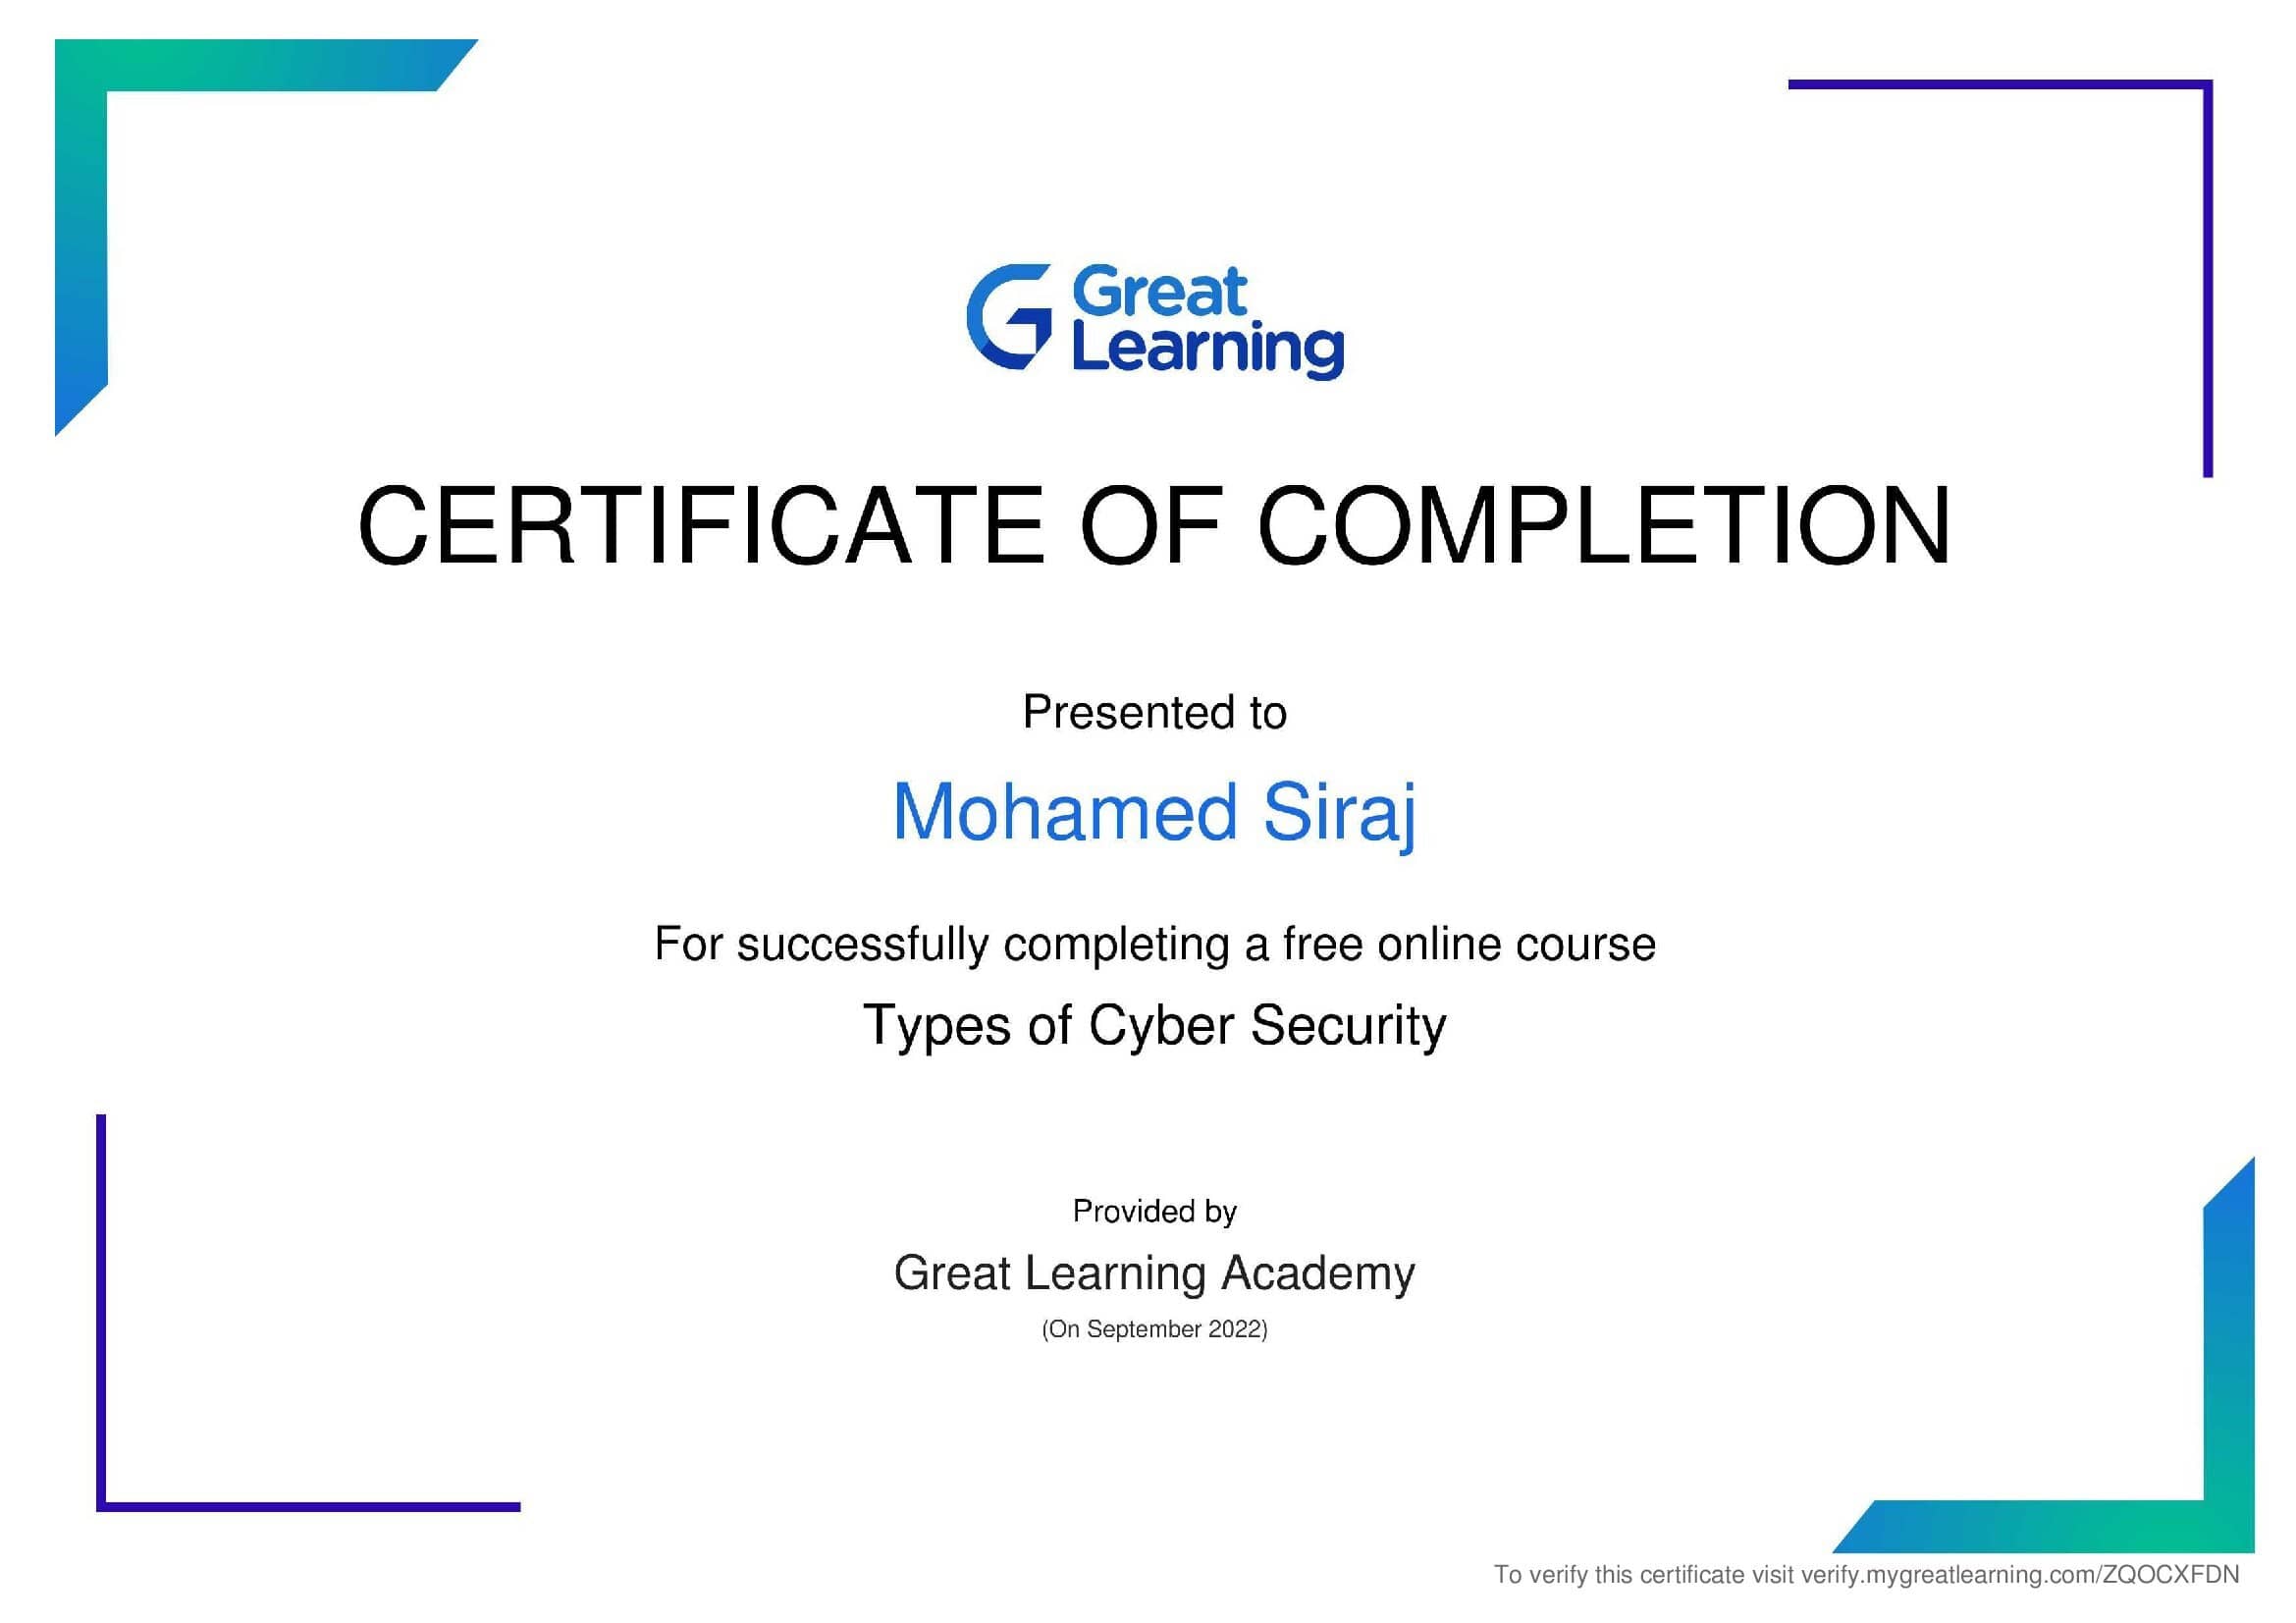 Great
Learning
CERTIFICATE OF COMPLETION
Presented to
Mohamed Siraj
For successfully completing a free online course
Types of Cyber Security
Provided by
Great Learning Academy
(On September 2022)
To verify this certificate visit verify.mygreatlearning.com/ZQOCXFDN